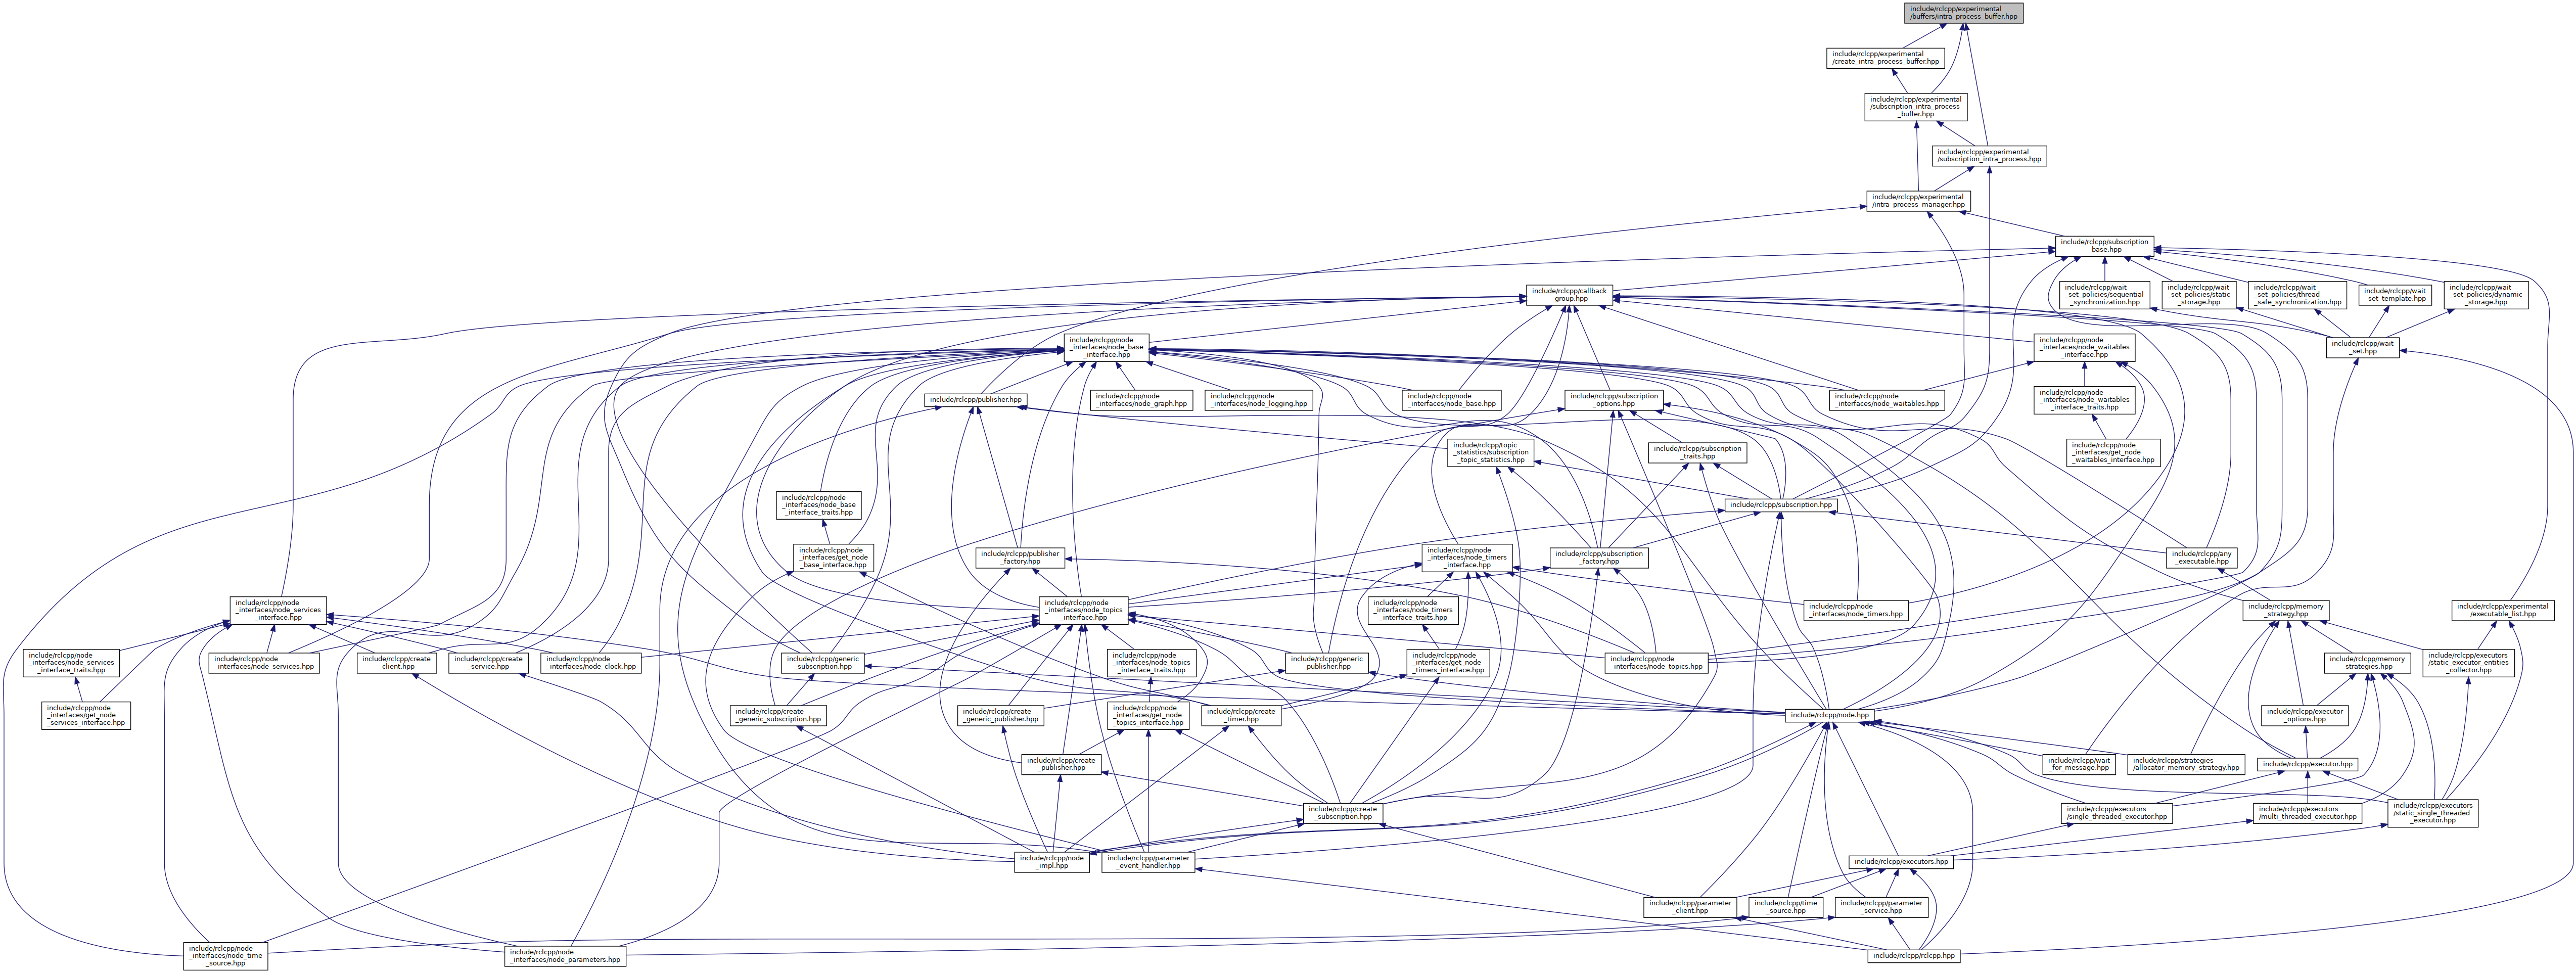 include/rclcpp/experimental
/buffers/intra_process_buffer.hpp
include/rclcpp/experimental
/create_intra_process_buffer.hpp
include/rclcpp/experimental
/subscription_intra_process
_buffer.hpp
include/rclcpp/experimental
/subscription_intra_process.hpp
include/rclcpp/experimental
/intra_process_manager.hpp
include/rclcpp/subscription
_base.hpp
include/rclcpp/callback
_group.hpp
include/rclcpp/wait
_set_policies/sequential
_synchronization.hpp
include/rclcpp/wait
_set_policies/static
_storage.hpp
include/rclcpp/wait
_set_policies/thread
_safe_synchronization.hpp
include/rclcpp/wait
_set_template.hpp
include/rclcpp/wait
_set_policies/dynamic
_storage.hpp
include/rclcpp/node
_interfaces/node_base
_interface.hpp
include/rclcpp/node
_interfaces/node_waitables
_interface.hpp
include/rclcpp/wait
_set.hpp
include/rclcpp/publisher.hpp
include/rclcpp/node
_interfaces/node_graph.hpp
include/rclcpp/node
_interfaces/node_logging.hpp
include/rclcpp/node
_interfaces/node_base.hpp
include/rclcpp/subscription
_options.hpp
include/rclcpp/node
_interfaces/node_waitables.hpp
include/rclcpp/node
_interfaces/node_waitables
_interface_traits.hpp
include/rclcpp/topic
_statistics/subscription
_topic_statistics.hpp
include/rclcpp/subscription
_traits.hpp
include/rclcpp/node
_interfaces/get_node
_waitables_interface.hpp
include/rclcpp/node
_interfaces/node_base
_interface_traits.hpp
include/rclcpp/subscription.hpp
include/rclcpp/node
_interfaces/get_node
_base_interface.hpp
include/rclcpp/publisher
_factory.hpp
include/rclcpp/node
_interfaces/node_timers
_interface.hpp
include/rclcpp/subscription
_factory.hpp
include/rclcpp/any
_executable.hpp
include/rclcpp/node
_interfaces/node_services
_interface.hpp
include/rclcpp/node
_interfaces/node_topics
_interface.hpp
include/rclcpp/node
_interfaces/node_timers
_interface_traits.hpp
include/rclcpp/node
_interfaces/node_timers.hpp
include/rclcpp/memory
_strategy.hpp
include/rclcpp/experimental
/executable_list.hpp
include/rclcpp/node
_interfaces/node_services
_interface_traits.hpp
include/rclcpp/node
_interfaces/node_services.hpp
include/rclcpp/create
_client.hpp
include/rclcpp/create
_service.hpp
include/rclcpp/node
_interfaces/node_clock.hpp
include/rclcpp/generic
_subscription.hpp
include/rclcpp/node
_interfaces/node_topics
_interface_traits.hpp
include/rclcpp/generic
_publisher.hpp
include/rclcpp/node
_interfaces/get_node
_timers_interface.hpp
include/rclcpp/node
_interfaces/node_topics.hpp
include/rclcpp/memory
_strategies.hpp
include/rclcpp/executors
/static_executor_entities
_collector.hpp
include/rclcpp/node
_interfaces/get_node
_services_interface.hpp
include/rclcpp/create
_generic_subscription.hpp
include/rclcpp/create
_generic_publisher.hpp
include/rclcpp/node
_interfaces/get_node
_topics_interface.hpp
include/rclcpp/create
_timer.hpp
include/rclcpp/node.hpp
include/rclcpp/executor
_options.hpp
include/rclcpp/create
_publisher.hpp
include/rclcpp/wait
_for_message.hpp
include/rclcpp/strategies
/allocator_memory_strategy.hpp
include/rclcpp/executor.hpp
include/rclcpp/create
_subscription.hpp
include/rclcpp/executors
/single_threaded_executor.hpp
include/rclcpp/executors
/multi_threaded_executor.hpp
include/rclcpp/executors
/static_single_threaded
_executor.hpp
include/rclcpp/node
_impl.hpp
include/rclcpp/parameter
_event_handler.hpp
include/rclcpp/executors.hpp
include/rclcpp/parameter
_client.hpp
include/rclcpp/time
_source.hpp
include/rclcpp/parameter
_service.hpp
include/rclcpp/node
_interfaces/node_time
_source.hpp
include/rclcpp/node
_interfaces/node_parameters.hpp
include/rclcpp/rclcpp.hpp